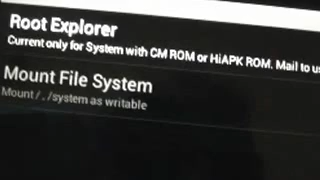 Root Explorer
Current only for System with CM ROM or HiAPK ROM. Mail to
Mount File System
Mount / , /system as writable